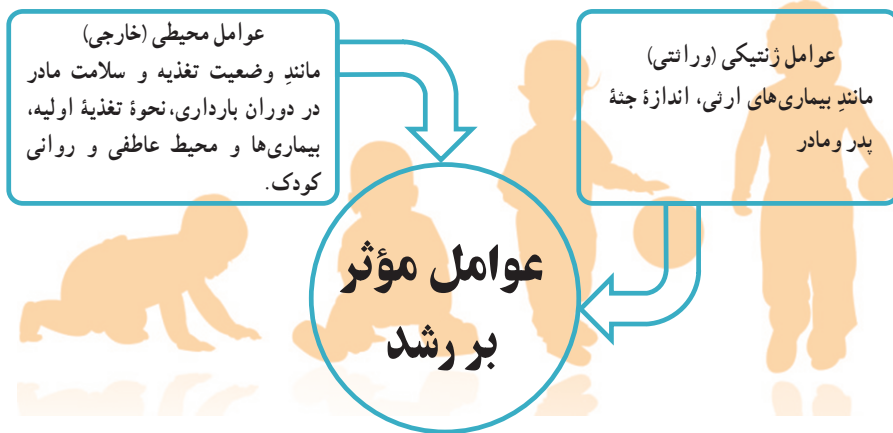 عوامل ژنتیکی (وراثتی)
مانندِ بیماری‌های ارثی، اندازهٔ جثهٔ
پدر ومادر
عوامل محیطی (خارجی)
مانندِ وضعیت تغذیه و سلامت مادر
در دوران بارداری، نحوهٔ تغذیهٔ اولیه،
بیماری‌ها و محیط عاطفی و روانی
کودک.
عوامل مؤثر
بر رشد